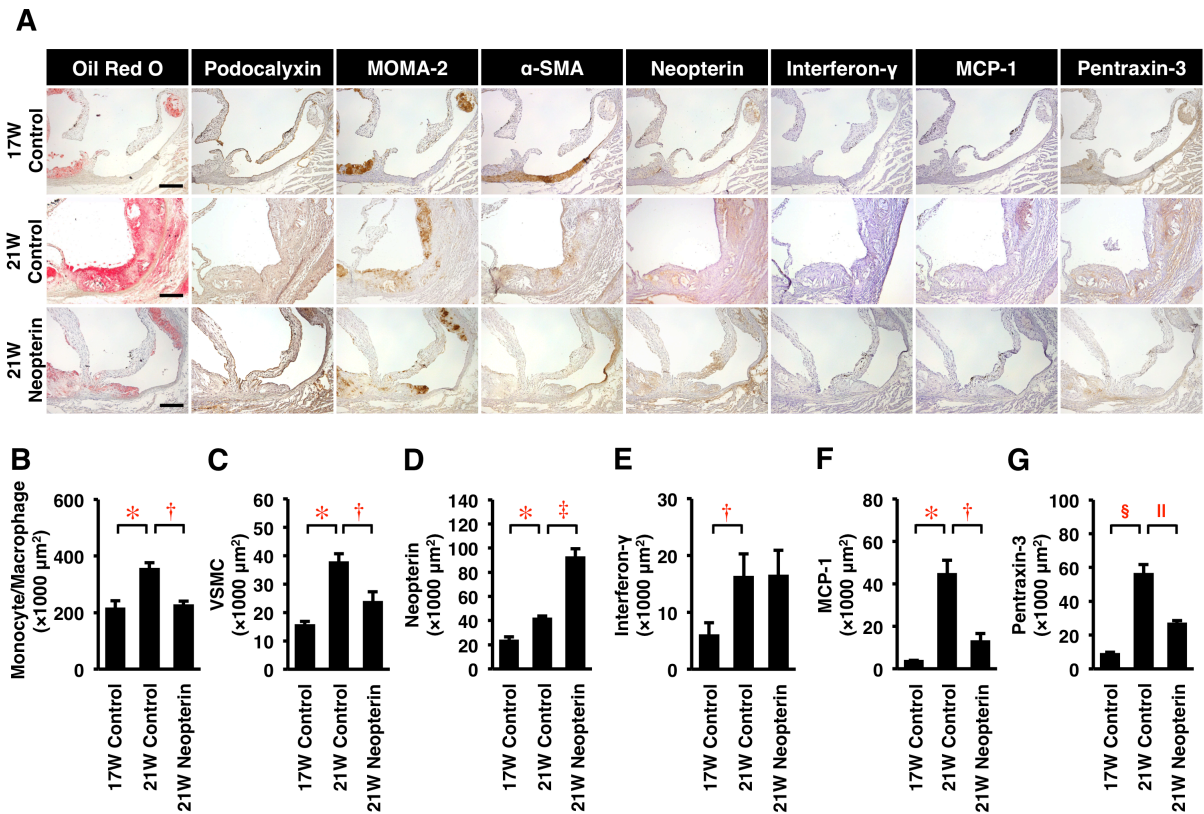 A
Oil Red O Podocalyxin MOMA-2 α-SMA Neopterin Interferon-γ MCP-1 Pentraxin-3
17W
Control
21W
Control
21W
Neopterin
B
Monocyte/Macrophage
(×1000 μm²)
600
400
200
0
* †
17W Control
21W Control
21W Neopterin
C
VSMC
(×1000 μm²)
60
50
40
30
20
10
0
* †
17W Control
21W Control
21W Neopterin
D
Neopterin
(×1000 μm²)
140
120
100
80
60
40
20
0
* ‡
17W Control
21W Control
21W Neopterin
E
Interferon-γ
(×1000 μm²)
30
20
10
0
†
17W Control
21W Control
21W Neopterin
F
MCP-1
(×1000 μm²)
80
60
40
20
0
* †
17W Control
21W Control
21W Neopterin
G
Pentraxin-3
(×1000 μm²)
100
80
60
40
20
0
§ ||
17W Control
21W Control
21W Neopterin